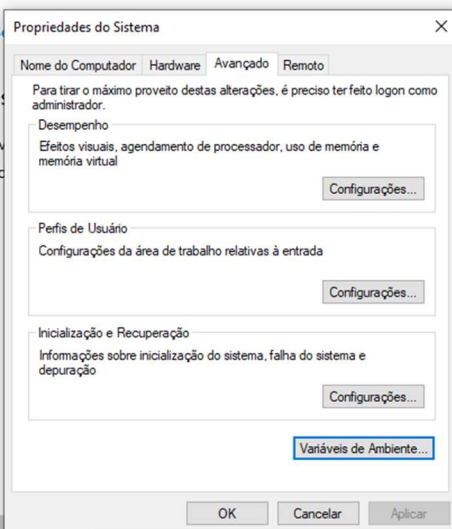 Propriedades do Sistema
Nome do Computador Hardware Avançado Remoto
Para tirar o máximo proveito destas alterações, é preciso ter feito logon como
administrador.
Desempenho
Efeitos visuais, agendamento de processador, uso de memória e
memória virtual
Configurações...
Perfis de Usuário
Configurações da área de trabalho relativas à entrada
Configurações...
Inicialização e Recuperação
Informações sobre inicialização do sistema, falha do sistema e
depuração
Configurações...
Variáveis de Ambiente...
OK Cancelar Aplicar